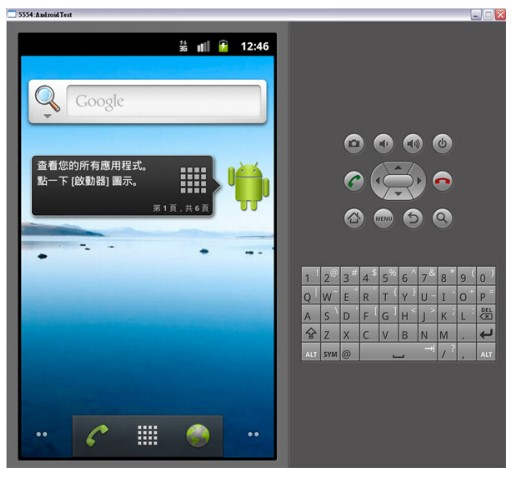 5554:AndroidTest
3G
12:46
Google
查看您的所有應用程式。
點一下 [啟動器] 圖示。
第 1 頁，共 6 頁
MENU
1 ! 2 @ 3 # 4 $ 5 % 6 ^ 7 & 8 * 9 ( 0 )
Q W E R T Y U I O P
A S D F G H J K L DEL
Z X C V B N M .
ALT SYM @ / ? , ALT